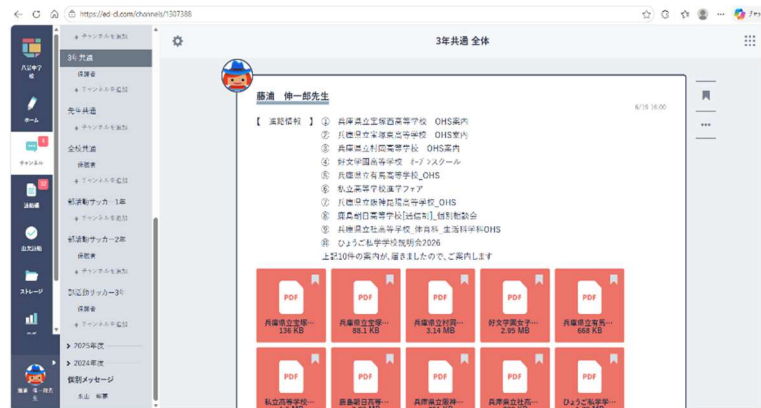 https://ed-cl.com/channels/1307388
3年共通 全体
+ チャンネルを追加
3年共通
保護者
+ チャンネルを追加
先生共通
+ チャンネルを追加
全校共通
保護者
+ チャンネルを追加
部活動サッカー1年
保護者
+ チャンネルを追加
部活動サッカー2年
保護者
+ チャンネルを追加
部活動サッカー3年
保護者
+ チャンネルを追加
> 2025年度
> 2024年度
個別メッセージ
ホーム
チャンネル
連絡帳
出欠連絡
ストレージ
藤浦 伸一郎先生
6/15 16:00
【 進路情報 】 ① 兵庫県立宝塚西高等学校 OHS案内
② 兵庫県立宝塚東高等学校 OHS案内
③ 兵庫県立村岡高等学校 OHS案内
④ 好文学園高等学校 オープンスクール
⑤ 兵庫県立有馬高等学校_OHS
⑥ 私立高等学校進学フェア
⑦ 兵庫県立阪神昆陽高等学校_OHS
⑧ 鹿島朝日高等学校[通信制]_個別相談会
⑨ 兵庫県立社高等学校_体育科_生活科学科OHS
⑩ ひょうご私学学校説明会2026
上記10件の案内が、届きましたので、ご案内します
PDF PDF PDF PDF PDF
兵庫県立宝塚… 兵庫県立宝塚… 兵庫県立村岡… 好文学園女子… 兵庫県立有馬…
136 KB 88.1 KB 3.14 MB 2.95 MB 668 KB
PDF PDF PDF PDF PDF
私立高等学校… 鹿島朝日高等… 兵庫県立阪神… 兵庫県立社高… ひょうご私学学…